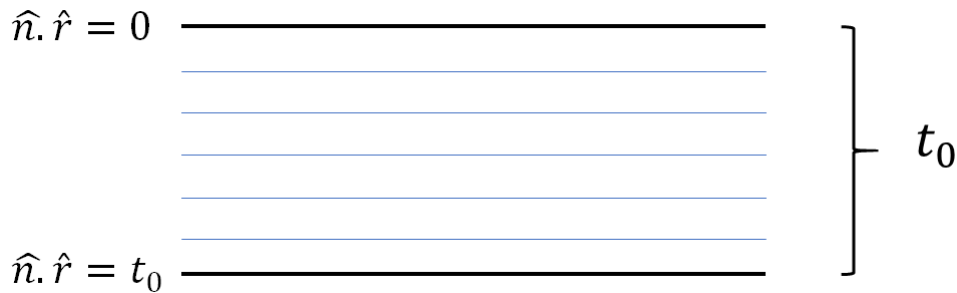 n̂. r̂ = 0
t₀
n̂. r̂ = t₀